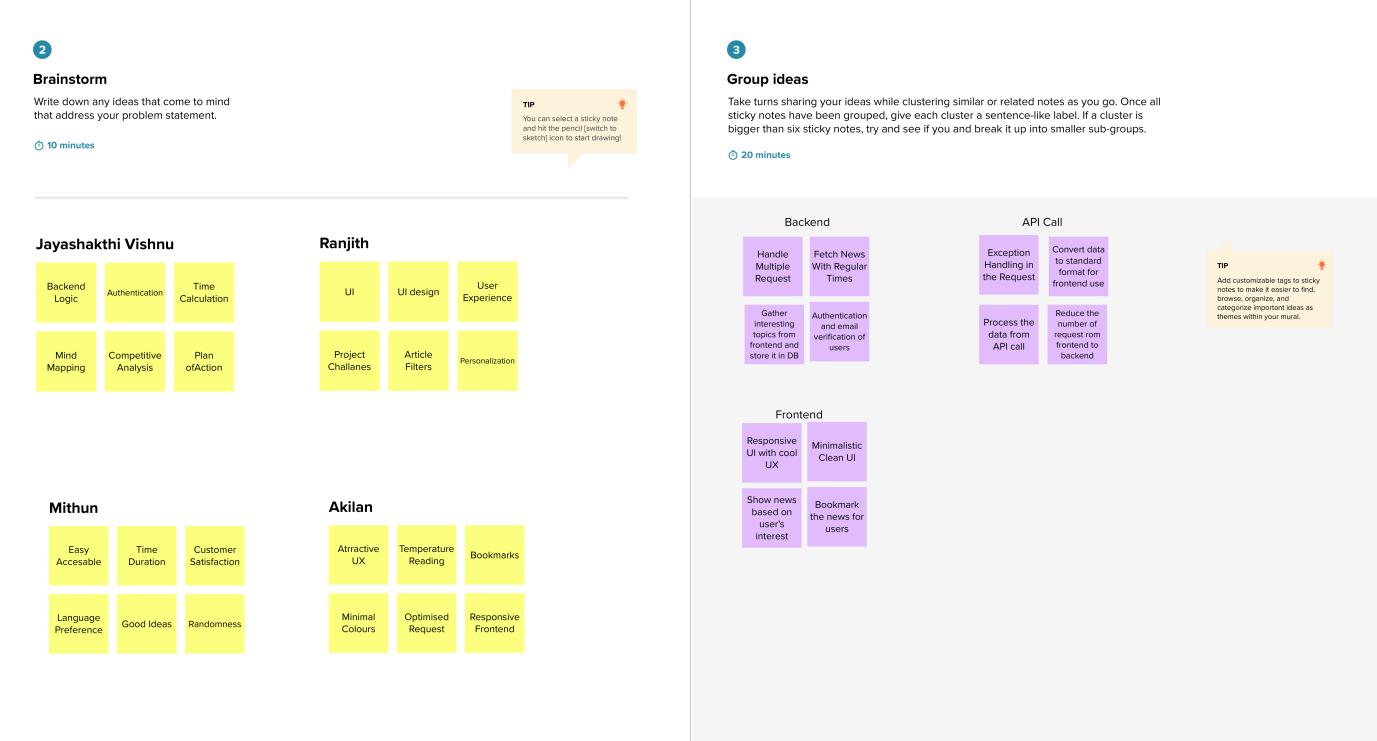 2
Brainstorm
Write down any ideas that come to mind
that address your problem statement.
10 minutes
TIP
You can select a sticky note
and hit the pencil [switch to
sketch] icon to start drawing!
Jayashakthi Vishnu
Backend
Logic
Authentication
Time
Calculation
Mind
Mapping
Competitive
Analysis
Plan
ofAction
Ranjith
UI
UI design
User
Experience
Project
Challanes
Article
Filters
Personalization
Mithun
Easy
Accesable
Time
Duration
Customer
Satisfaction
Language
Preference
Good Ideas
Randomness
Akilan
Atrractive
UX
Temperature
Reading
Bookmarks
Minimal
Colours
Optimised
Request
Responsive
Frontend
3
Group ideas
Take turns sharing your ideas while clustering similar or related notes as you go. Once all
sticky notes have been grouped, give each cluster a sentence-like label. If a cluster is
bigger than six sticky notes, try and see if you and break it up into smaller sub-groups.
20 minutes
Backend
Handle
Multiple
Request
Fetch News
With Regular
Times
Gather
interesting
topics from
frontend and
store it in DB
Authentication
and email
verification of
users
API Call
Exception
Handling in
the Request
Convert data
to standard
format for
frontend use
Process the
data from
API call
Reduce the
number of
request rom
frontend to
backend
TIP
Add customizable tags to sticky
notes to make it easier to find,
browse, organize, and
categorize important ideas as
themes within your mural.
Frontend
Responsive
UI with cool
UX
Minimalistic
Clean UI
Show news
based on
user's
interest
Bookmark
the news for
users